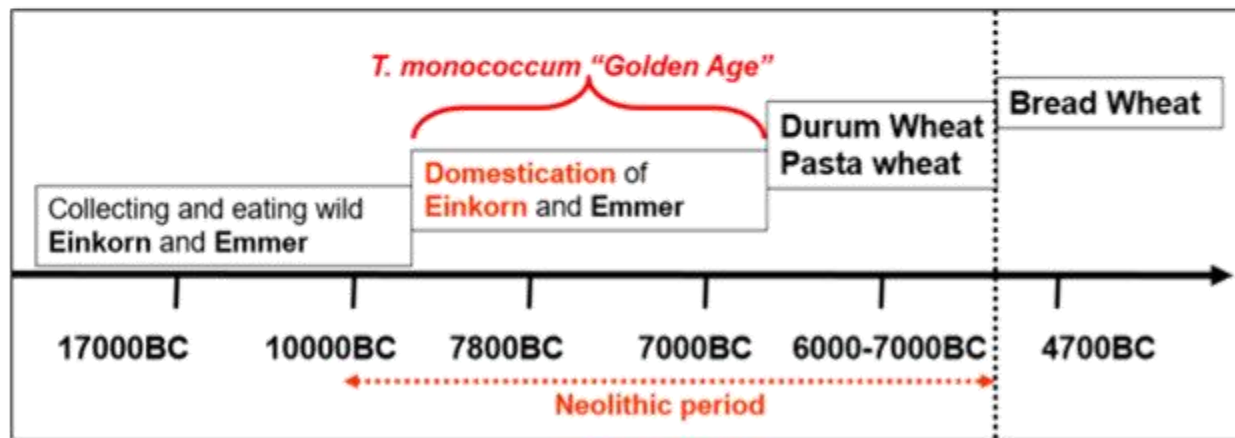 T. monococcum “Golden Age”
Bread Wheat
Durum Wheat
Pasta wheat
Domestication of
Einkorn and Emmer
Collecting and eating wild
Einkorn and Emmer
17000BC 10000BC 7800BC 7000BC 6000-7000BC 4700BC
Neolithic period